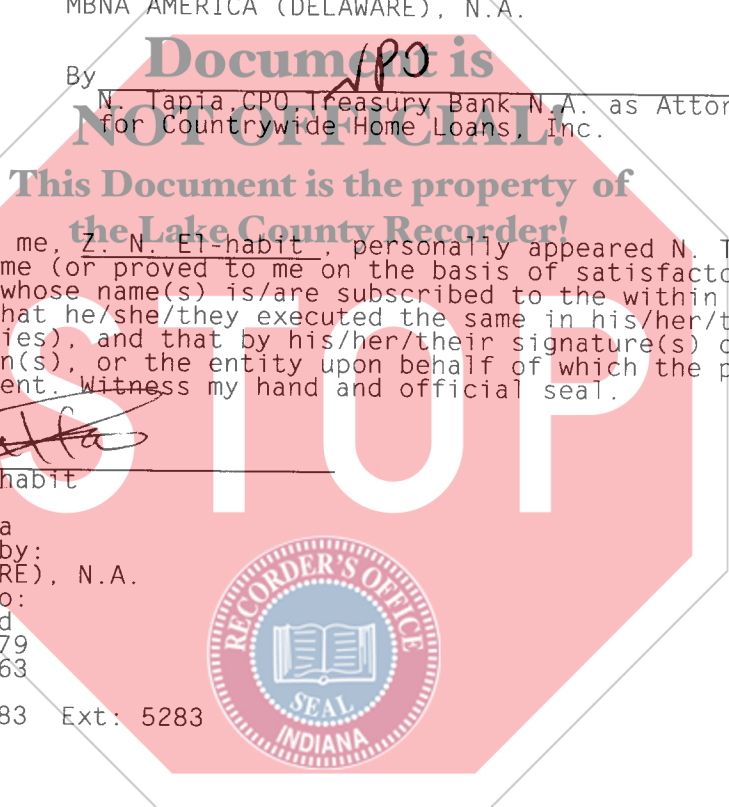 MBNA AMERICA (DELAWARE), N.A.
Document is
By
N. Tapia,CPO,Treasury Bank N.A. as Attor
NOT OFFICIAL!
for Countrywide Home Loans, Inc.
This Document is the property of
the Lake County Recorder!
me, Z. N. El-habit , personally appeared N. T
me (or proved to me on the basis of satisfacto
whose name(s) is/are subscribed to the within
hat he/she/they executed the same in his/her/t
ies), and that by his/her/their signature(s) o
n(s), or the entity upon behalf of which the p
ent. Witness my hand and official seal.
STOP
habit
a
by:
RE), N.A.
o:
d
79
63
83 Ext: 5283
RECORDER'S OFFICE
SEAL
INDIANA